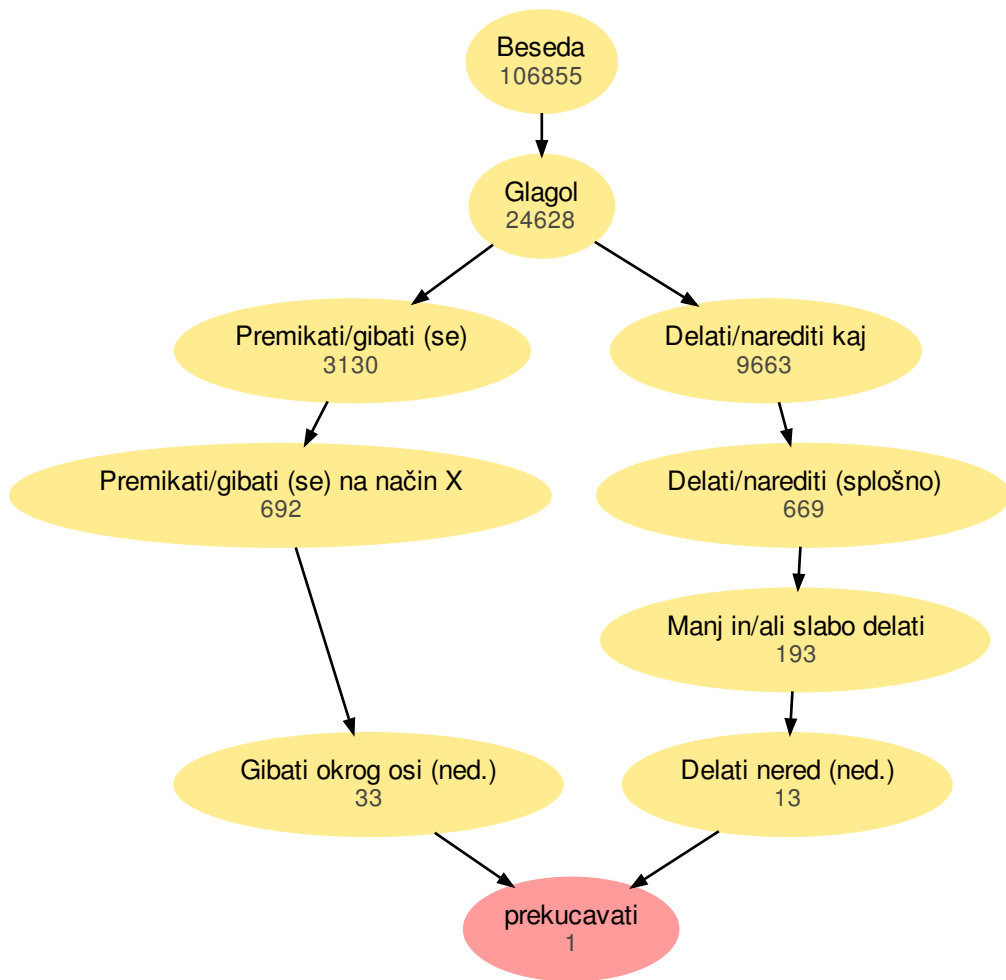 Beseda
106855
Glagol
24628
Premikati/gibati (se)
3130
Delati/narediti kaj
9663
Premikati/gibati (se) na način X
692
Delati/narediti (splošno)
669
Manj in/ali slabo delati
193
Gibati okrog osi (ned.)
33
Delati nered (ned.)
13
prekucavati
1